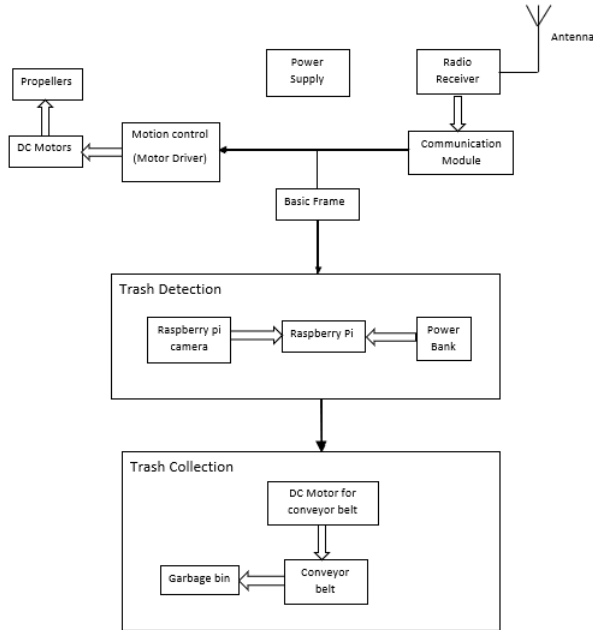 Antenna
Power
Supply
Radio
Receiver
Propellers
DC Motors
Motion control
(Motor Driver)
Communication
Module
Basic Frame
Trash Detection
Raspberry pi
camera
Raspberry Pi
Power
Bank
Trash Collection
DC Motor for
conveyor belt
Garbage bin
Conveyor
belt